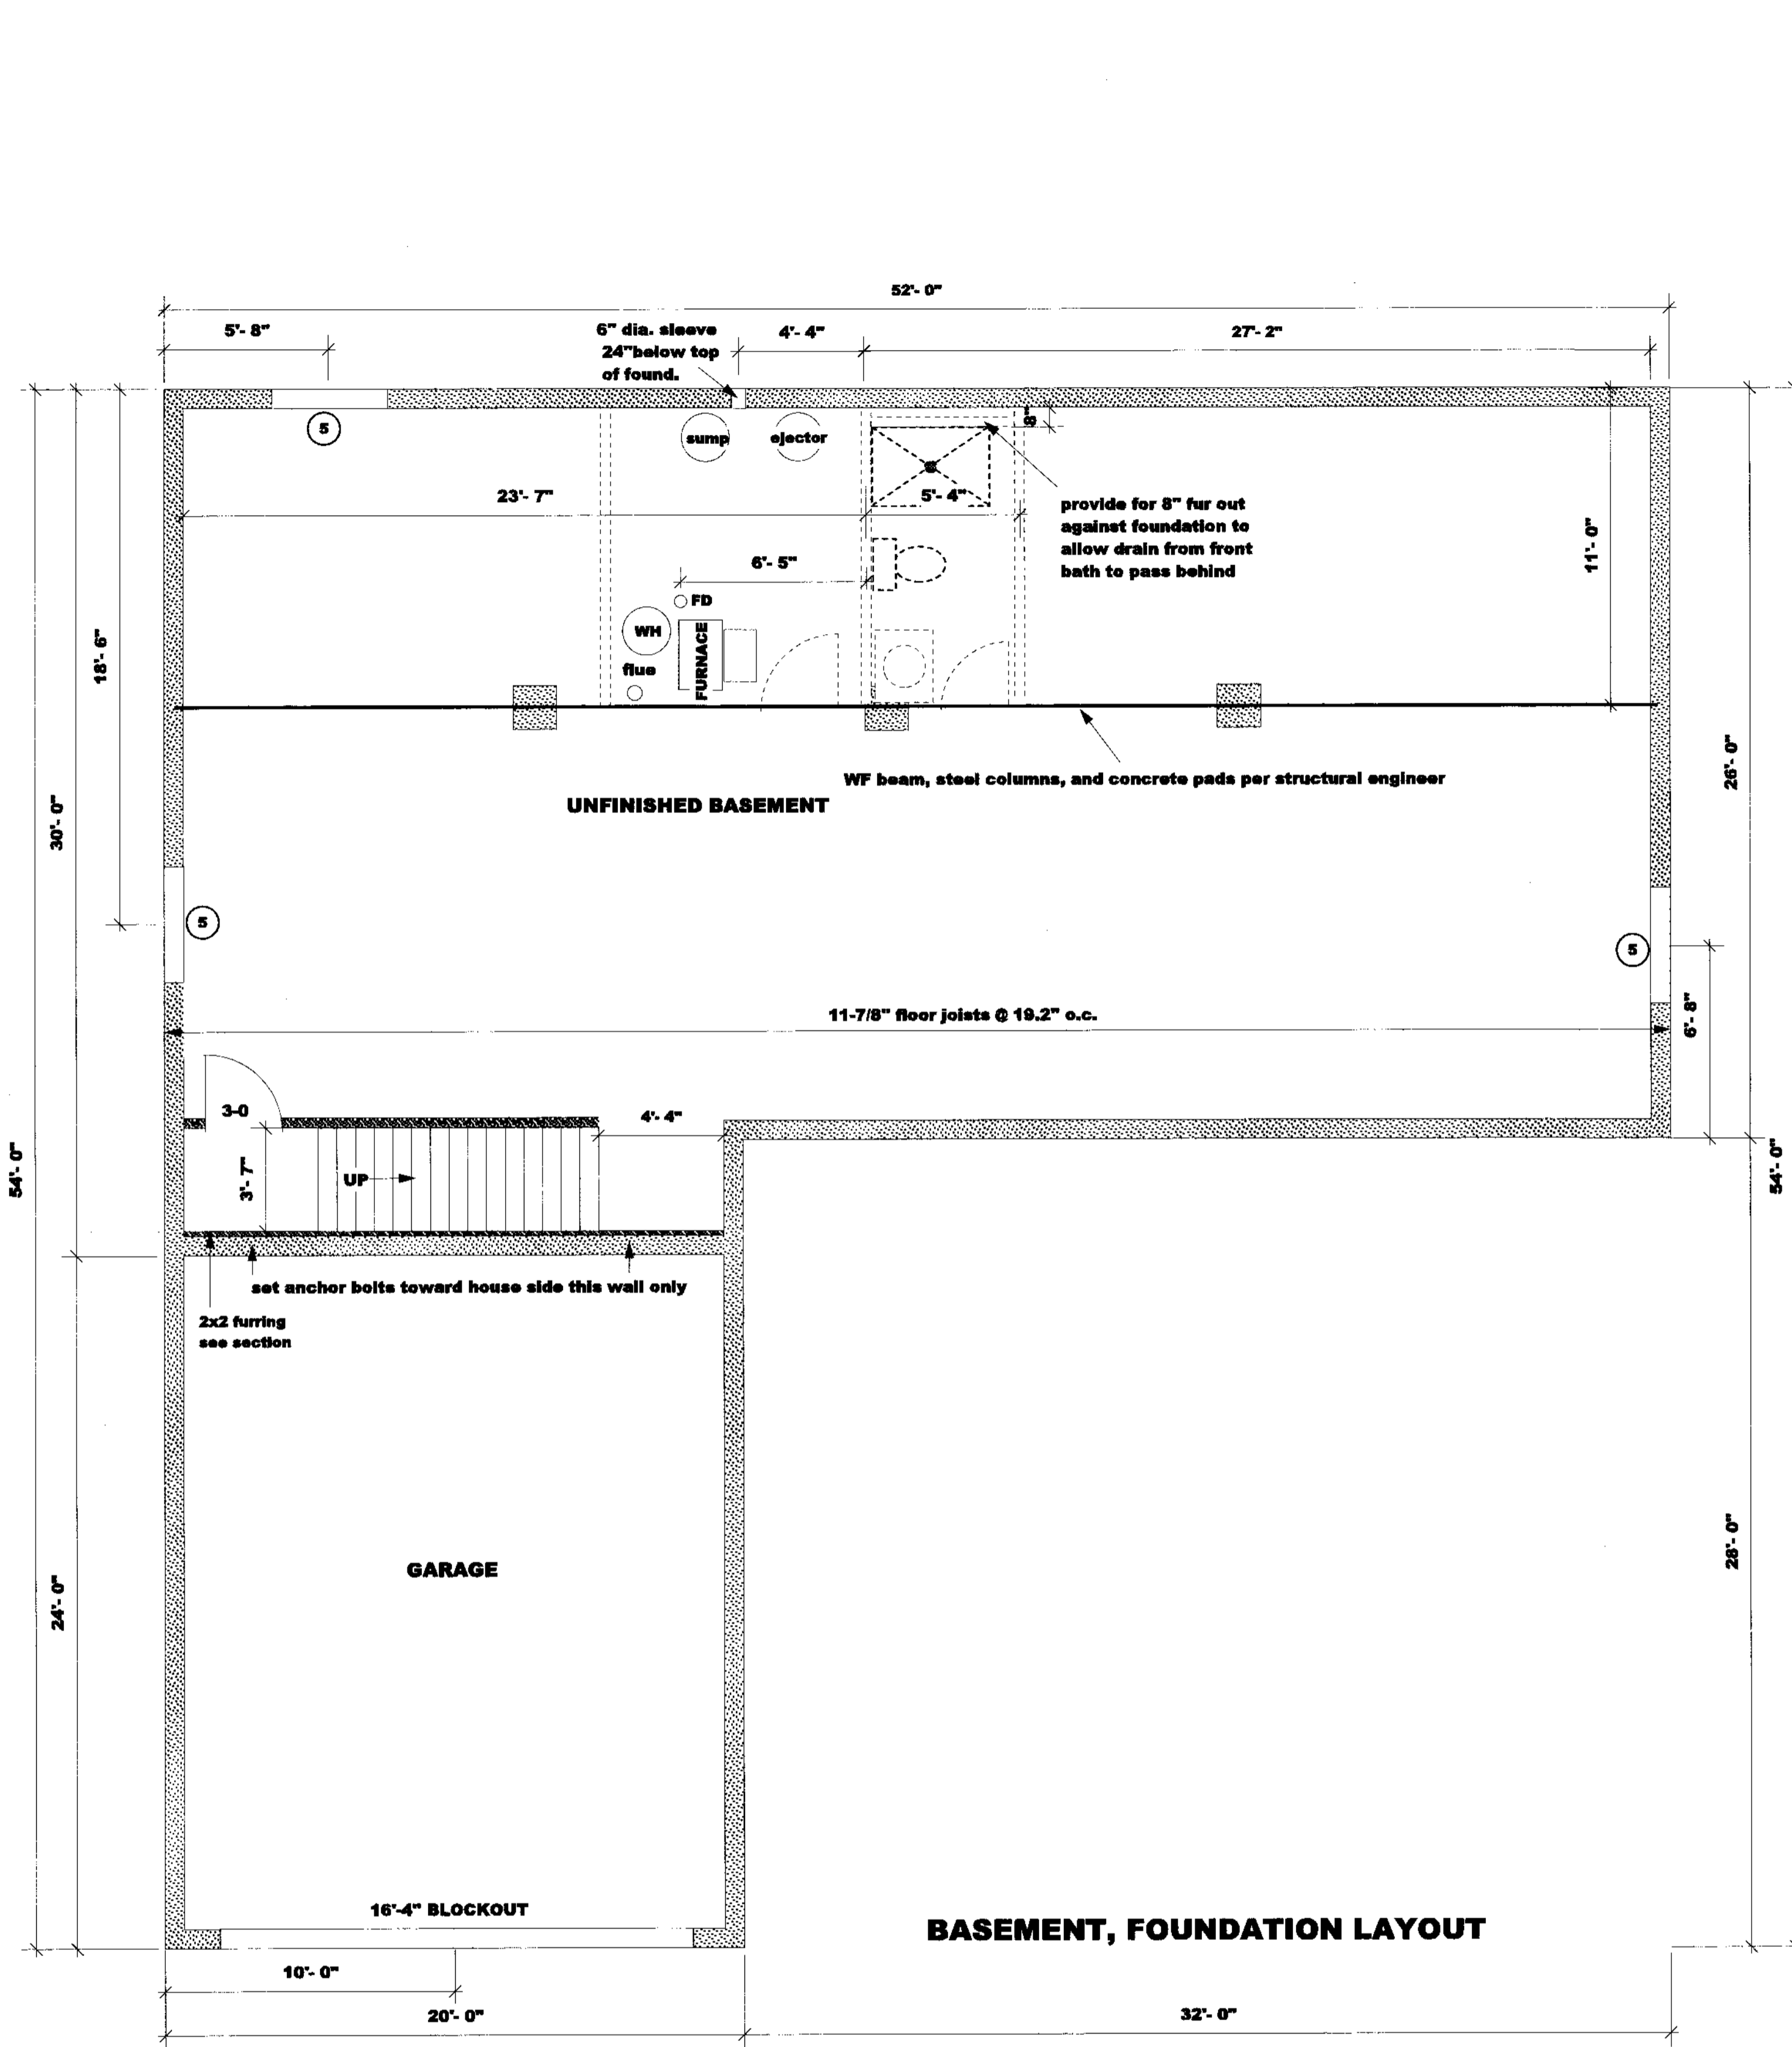 52'- 0"
5'- 8"
6" dia. sleeve
24"below top
of found.
4'- 4"
27'- 2"
5
sump
ejector
8"
23'- 7"
5'- 4"
provide for 8" fur out
against foundation to
allow drain from front
bath to pass behind
11'- 0"
6'- 5"
FD
WH
FURNACE
flue
18'- 6"
30'- 0"
54'- 0"
26'- 0"
WF beam, steel columns, and concrete pads per structural engineer
UNFINISHED BASEMENT
5
5
11-7/8" floor joists @ 19.2" o.c.
6'- 8"
3-0
4'- 4"
3'- 7"
UP
54'- 0"
set anchor bolts toward house side this wall only
2x2 furring
see section
GARAGE
24'- 0"
28'- 0"
16'-4" BLOCKOUT
BASEMENT, FOUNDATION LAYOUT
10'- 0"
20'- 0"
32'- 0"